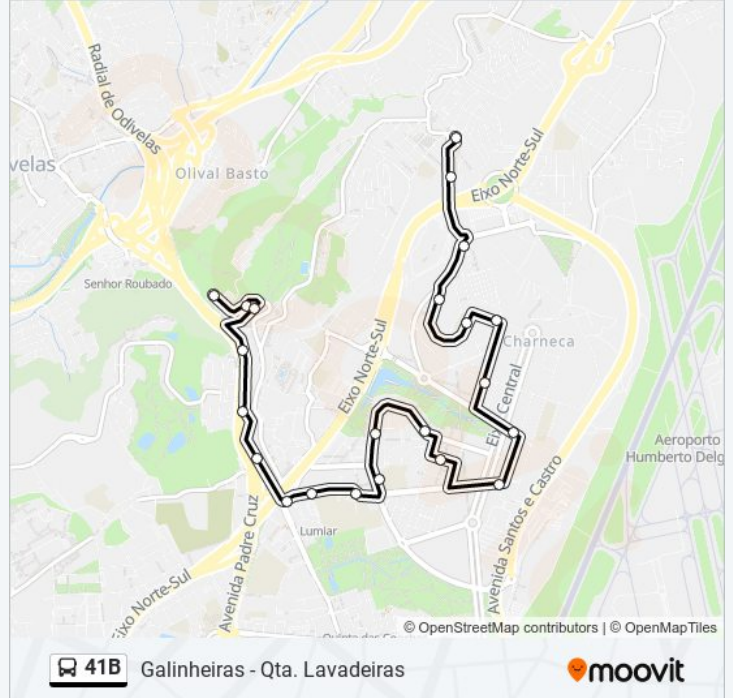 Radial de Odivelas
velas
Olival Basto
Eixo Norte-Sul
Senhor Roubado
Charneca
Eixo Norte-Sul
Eixo Central
Aeroporto
Humberto Delg
Avenida Padre Cruz
Avenida Santos e Castro
Lumiar
Eixo Norte-Sul
© OpenStreetMap contributors | © OpenMapTiles
41B
Galinheiras - Qta. Lavadeiras
moovit